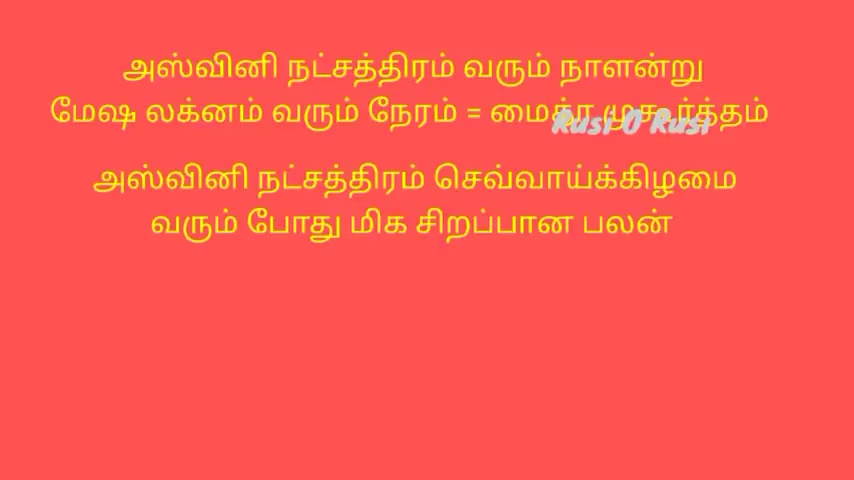 அஸ்வினி நட்சத்திரம் வரும் நாளன்று
மேஷ லக்னம் வரும் நேரம் = மைத்ர முகூர்த்தம்
Rusi O Rusi
அஸ்வினி நட்சத்திரம் செவ்வாய்க்கிழமை
வரும் போது மிக சிறப்பான பலன்